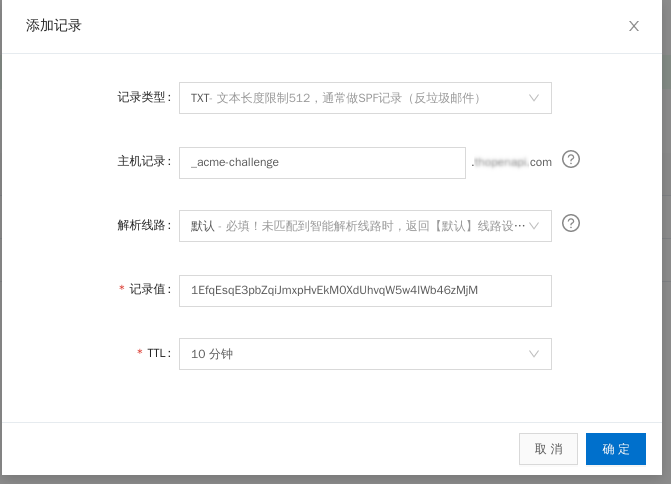 添加记录
记录类型: TXT- 文本长度限制512，通常做SPF记录（反垃圾邮件）
主机记录: _acme-challenge .com
解析线路: 默认 - 必填！未匹配到智能解析线路时，返回【默认】线路设…
* 记录值: 1EfqEsqE3pbZqiJmxpHvEkM0XdUhvqW5w4lWb46zMjM
* TTL: 10 分钟
取 消 确 定